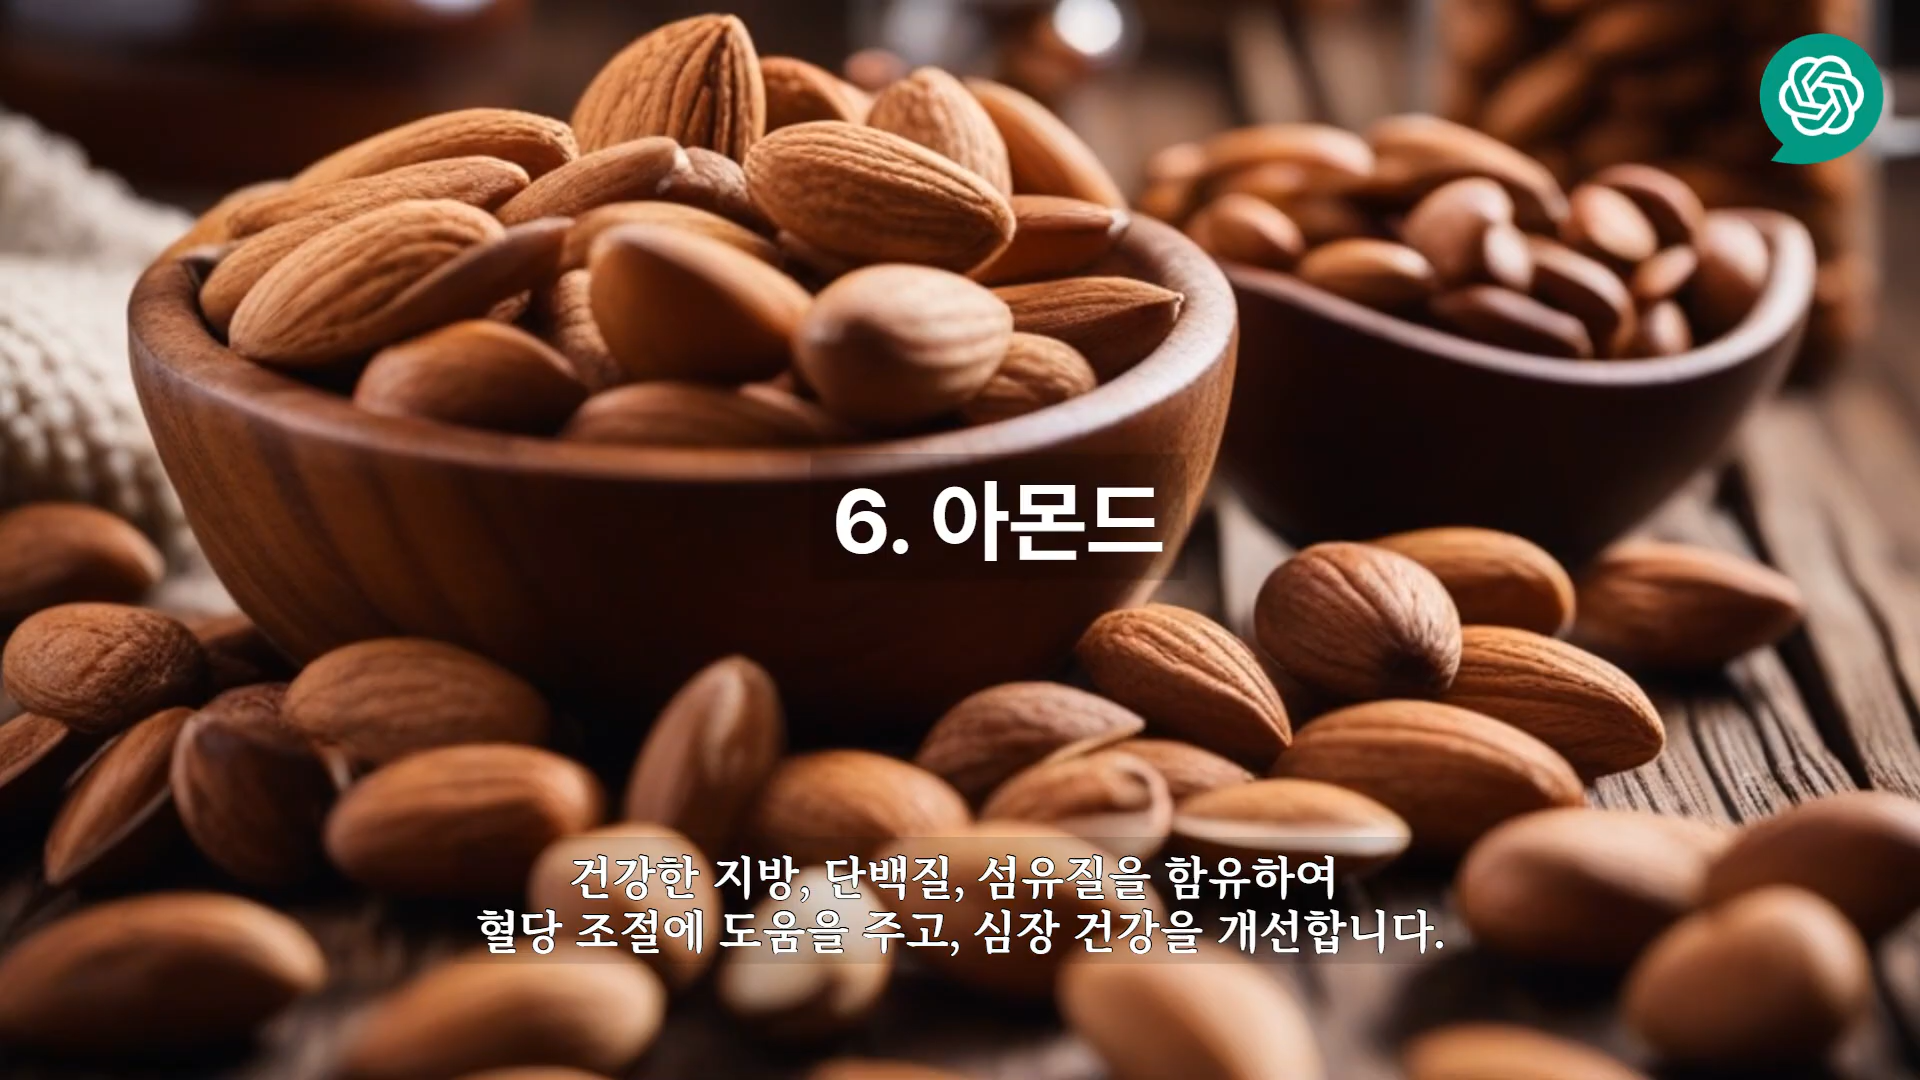 6. 아몬드
건강한 지방, 단백질, 섬유질을 함유하여
혈당 조절에 도움을 주고, 심장 건강을 개선합니다.